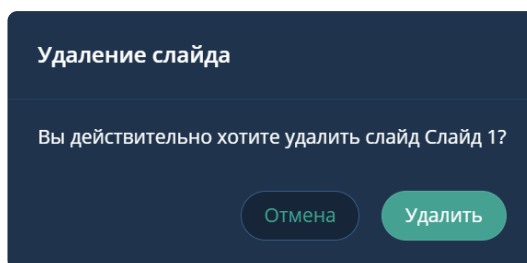 Удаление слайда
Вы действительно хотите удалить слайд Слайд 1?
Отмена
Удалить